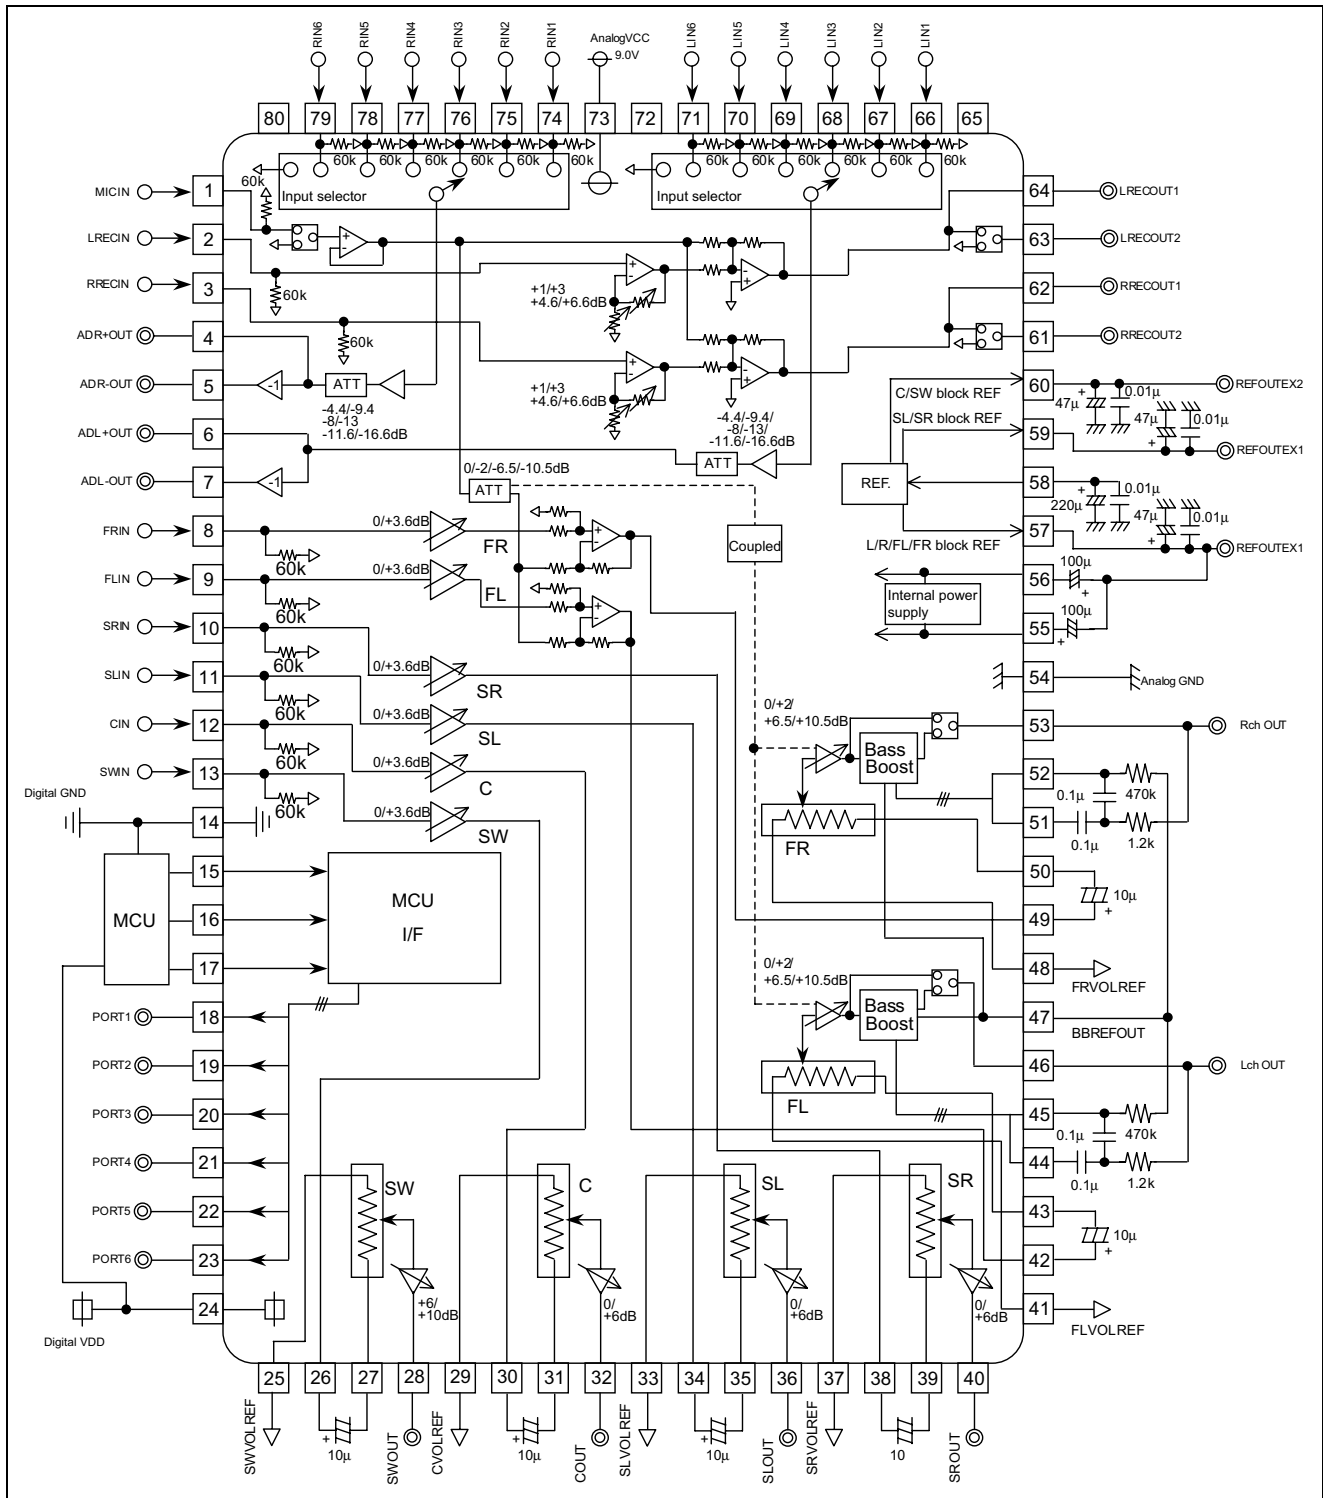 RIN6 RIN5 RIN4 RIN3 RIN2 RIN1 AnalogVCC LIN6 LIN5 LIN4 LIN3 LIN2 LIN1
9.0V
80 79 78 77 76 75 74 73 72 71 70 69 68 67 66 65
60k 60k 60k 60k 60k 60k 60k 60k 60k 60k 60k 60k
Input selector
Input selector
MICIN 1
60k
LRECIN 2
RRECIN 3
60k
60k
ADR+OUT 4
ADR-OUT 5
-1
ATT
-4.4/-9.4
-8/-13
-11.6/-16.6dB
ADL+OUT 6
ADL-OUT 7
-1
+1/+3
+4.6/+6.6dB
+
-
-
+
+1/+3
+4.6/+6.6dB
-4.4/-9.4/
-8/-13/
-11.6/-16.6dB
ATT
0/-2/-6.5/-10.5dB
ATT
Coupled
64 LRECOUT1
63 LRECOUT2
62 RRECOUT1
61 RRECOUT2
60 REFOUTEX2
C/SW block REF
47µ
+
0.01µ
SL/SR block REF
47µ
+
0.01µ
59 REFOUTEX1
REF.
58
220µ
+
0.01µ
47µ
+
0.01µ
57 REFOUTEX1
L/R/FL/FR block REF
100µ
56
Internal power
supply
100µ
55
+
54 Analog GND
FRIN 8
60k
0/+3.6dB
FR
FLIN 9
60k
0/+3.6dB
FL
SRIN 10
60k
0/+3.6dB
SR
SLIN 11
60k
0/+3.6dB
SL
CIN 12
60k
0/+3.6dB
C
SWIN 13
60k
0/+3.6dB
SW
Digital GND
14
MCU
15
16
17
MCU
I/F
PORT1 18
PORT2 19
PORT3 20
PORT4 21
PORT5 22
PORT6 23
24
Digital VDD
0/+2/
+6.5/+10.5dB
Bass
Boost
FR
53 Rch OUT
52
0.1µ
470k
51
0.1µ
1.2k
50
10µ
+
49
48
FRVOLREF
0/+2/
+6.5/+10.5dB
Bass
Boost
FL
47
BBREFOUT
46 Lch OUT
45
0.1µ
470k
44
0.1µ
1.2k
43
10µ
+
42
41
FLVOLREF
SW
+6/
+10dB
C
0/
+6dB
SL
0/
+6dB
SR
0/
+6dB
25 26 27 28 29 30 31 32 33 34 35 36 37 38 39 40
SWVOLREF
+
10µ
SWOUT
CVOLREF
+
10µ
COUT
SLVOLREF
+
10µ
SLOUT
SRVOLREF
10
SROUT